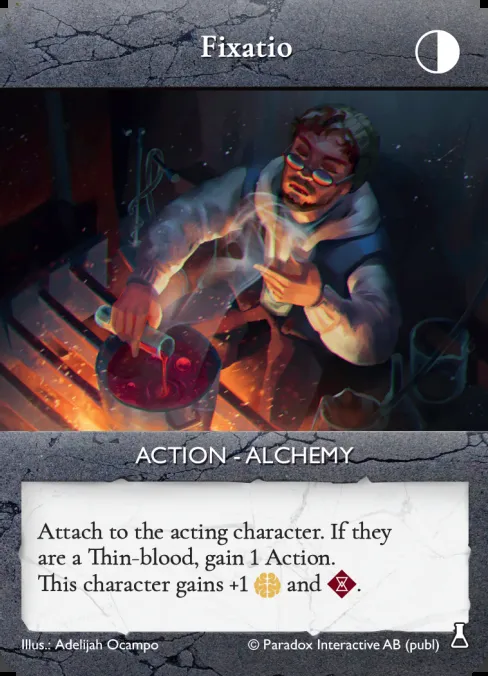 Fixatio
ACTION - ALCHEMY
Attach to the acting character. If they
are a Thin-blood, gain 1 Action.
This character gains +1 and .
Illus.: Adelijah Ocampo
© Paradox Interactive AB (publ)